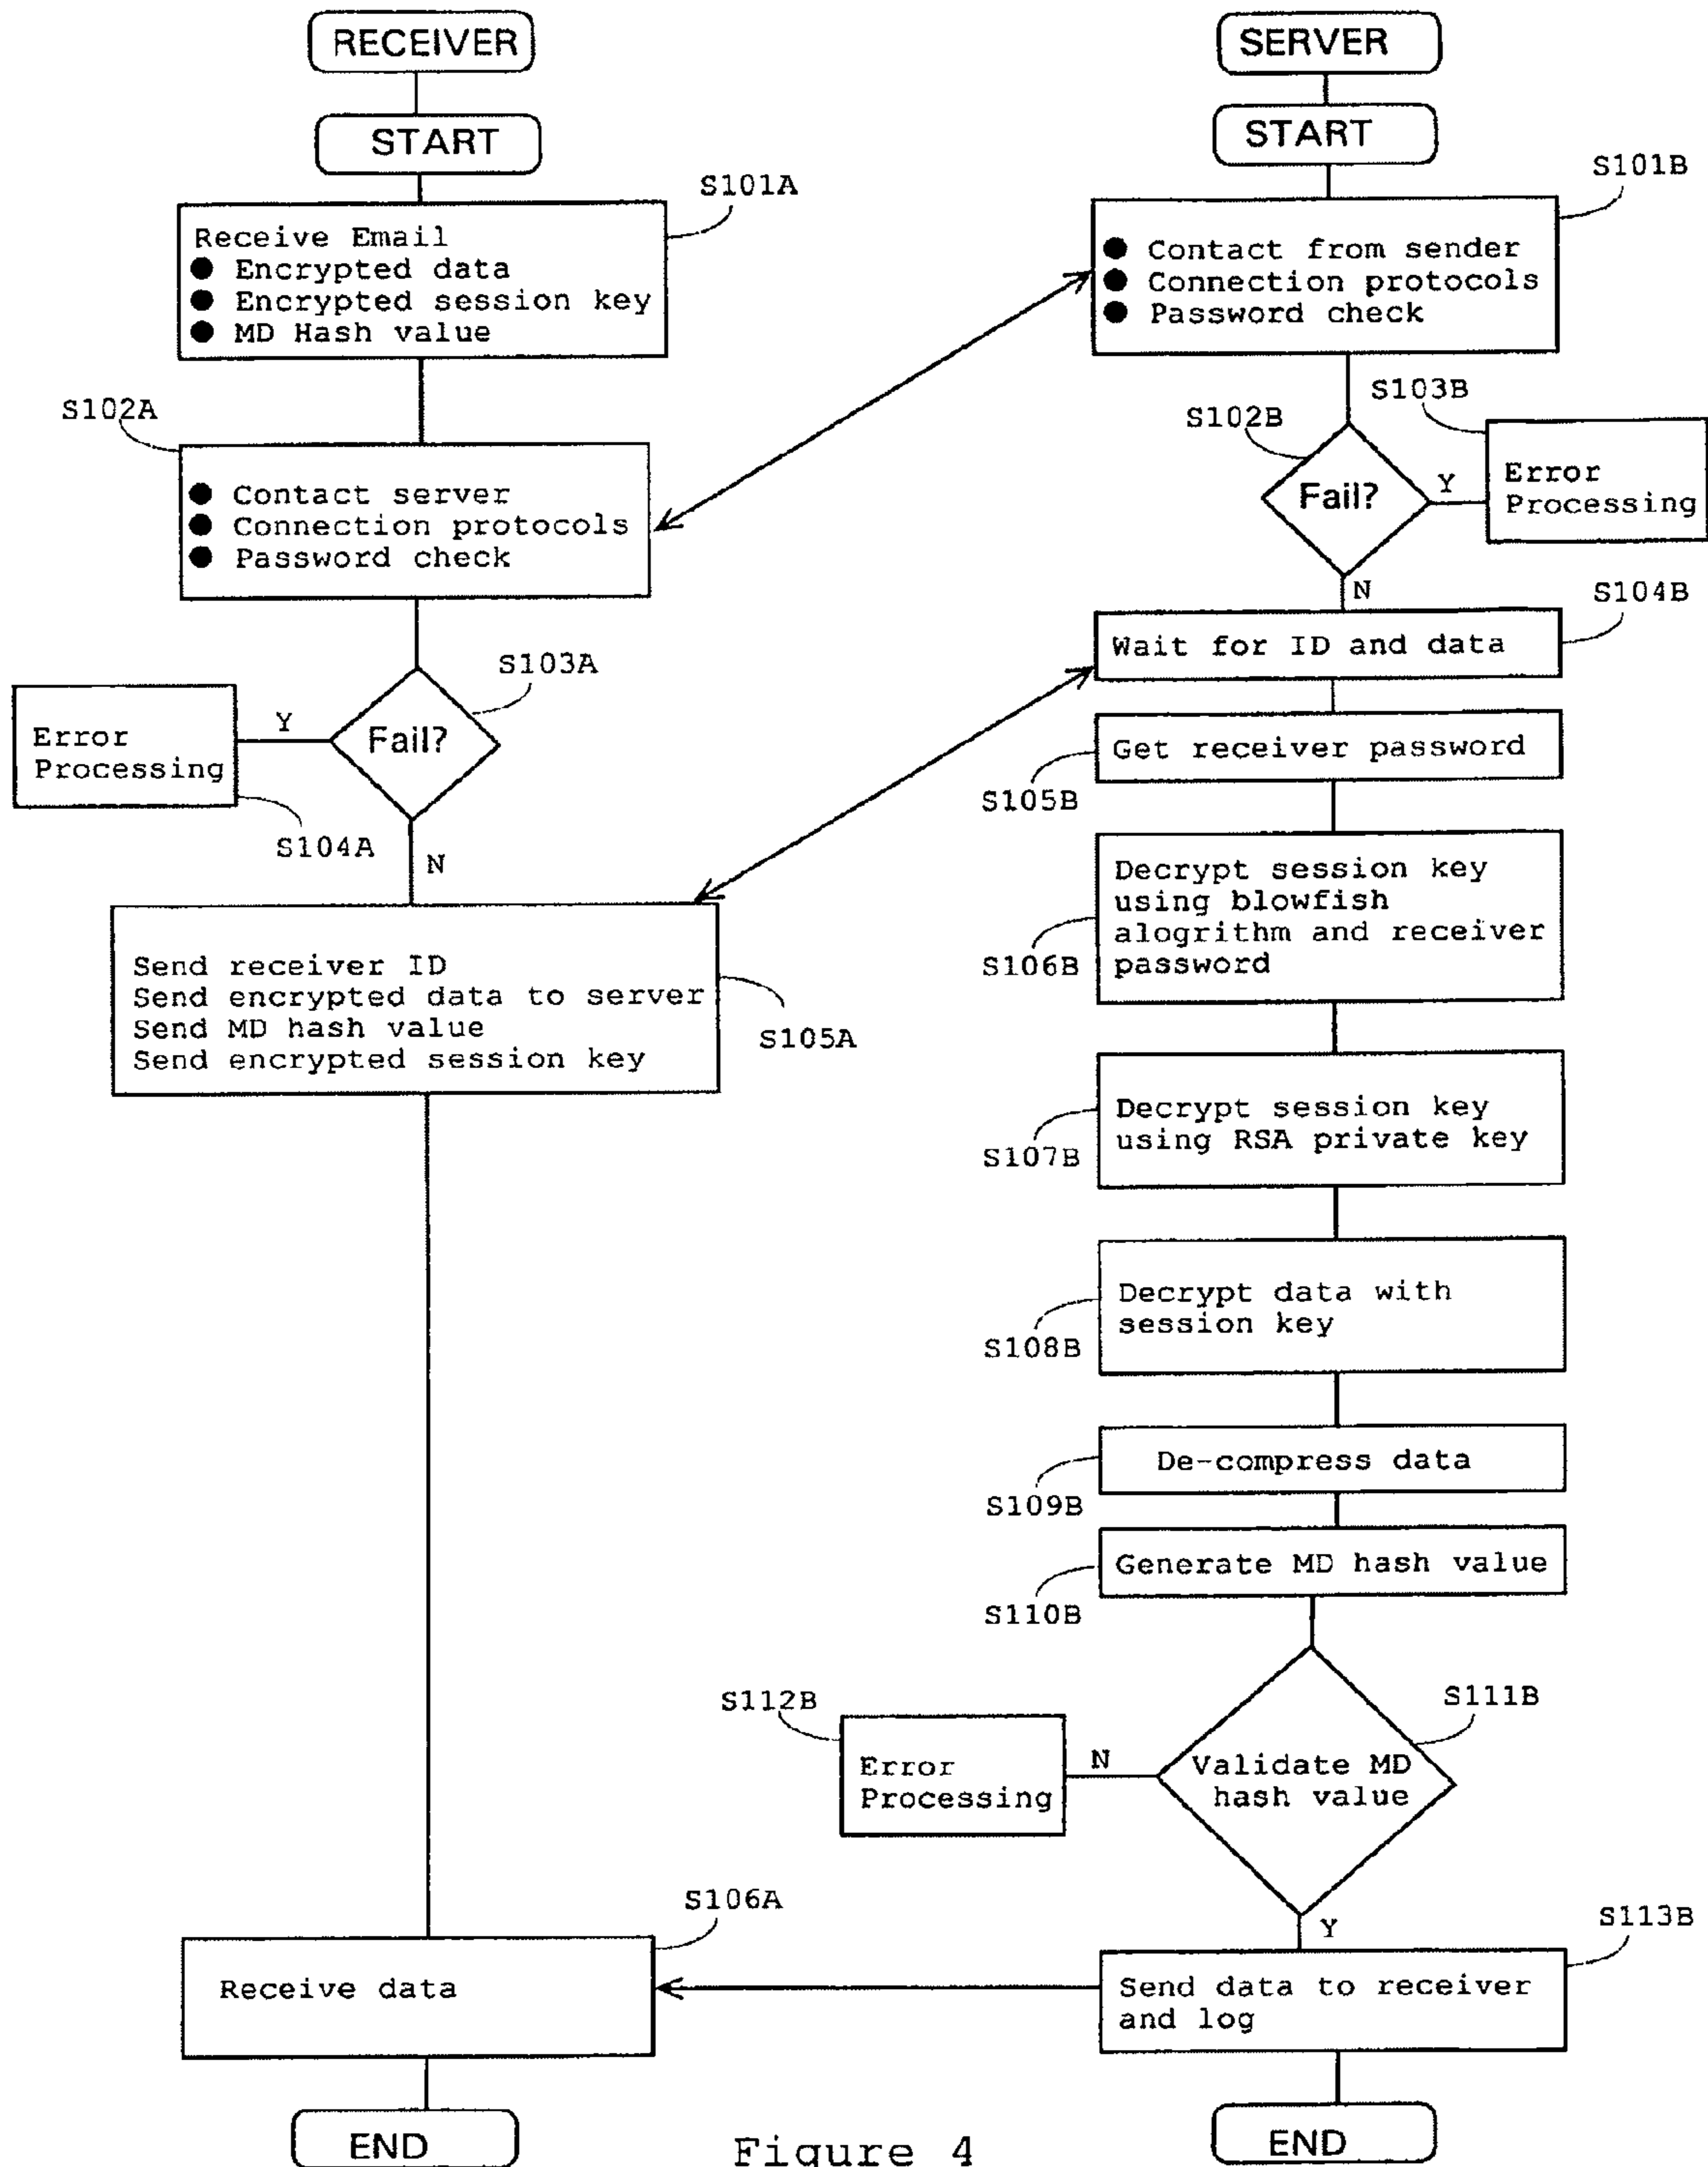 RECEIVER
START
S101A
Receive Email
● Encrypted data
● Encrypted session key
● MD Hash value
S102A
● Contact server
● Connection protocols
● Password check
S103A
Fail?
Y
Error
Processing
S104A
N
Send receiver ID
Send encrypted data to server
Send MD hash value
Send encrypted session key
S105A
S106A
Receive data
END
SERVER
START
S101B
● Contact from sender
● Connection protocols
● Password check
S102B
S103B
Fail?
Y
Error
Processing
N
S104B
Wait for ID and data
Get receiver password
S105B
Decrypt session key
using blowfish
alogrithm and receiver
password
S106B
Decrypt session key
using RSA private key
S107B
Decrypt data with
session key
S108B
De-compress data
S109B
Generate MD hash value
S110B
S111B
Validate MD
hash value
N
S112B
Error
Processing
Y
S113B
Send data to receiver
and log
END
Figure 4